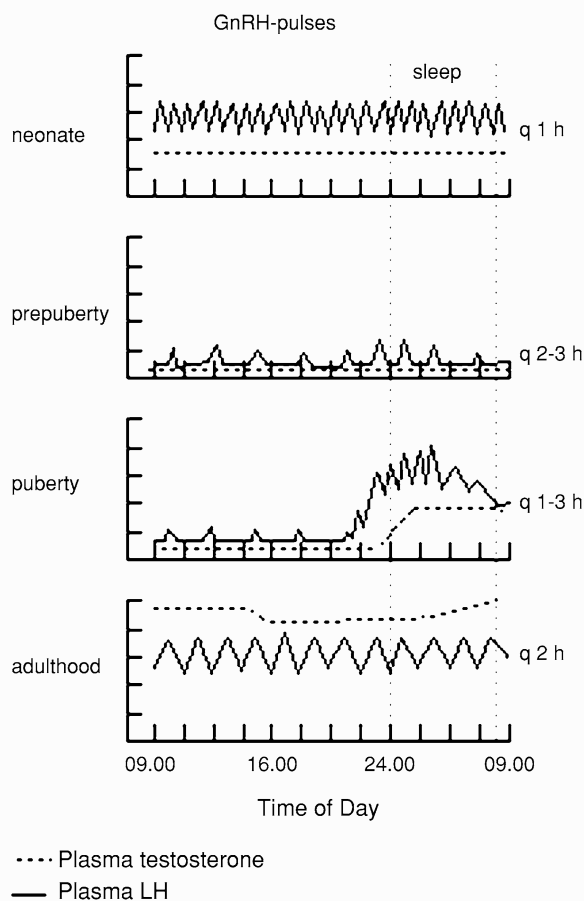 GnRH-pulses
sleep
neonate
q 1 h
prepuberty
q 2-3 h
puberty
q 1-3 h
adulthood
q 2 h
09.00 16.00 24.00 09.00
Time of Day
Plasma testosterone
Plasma LH